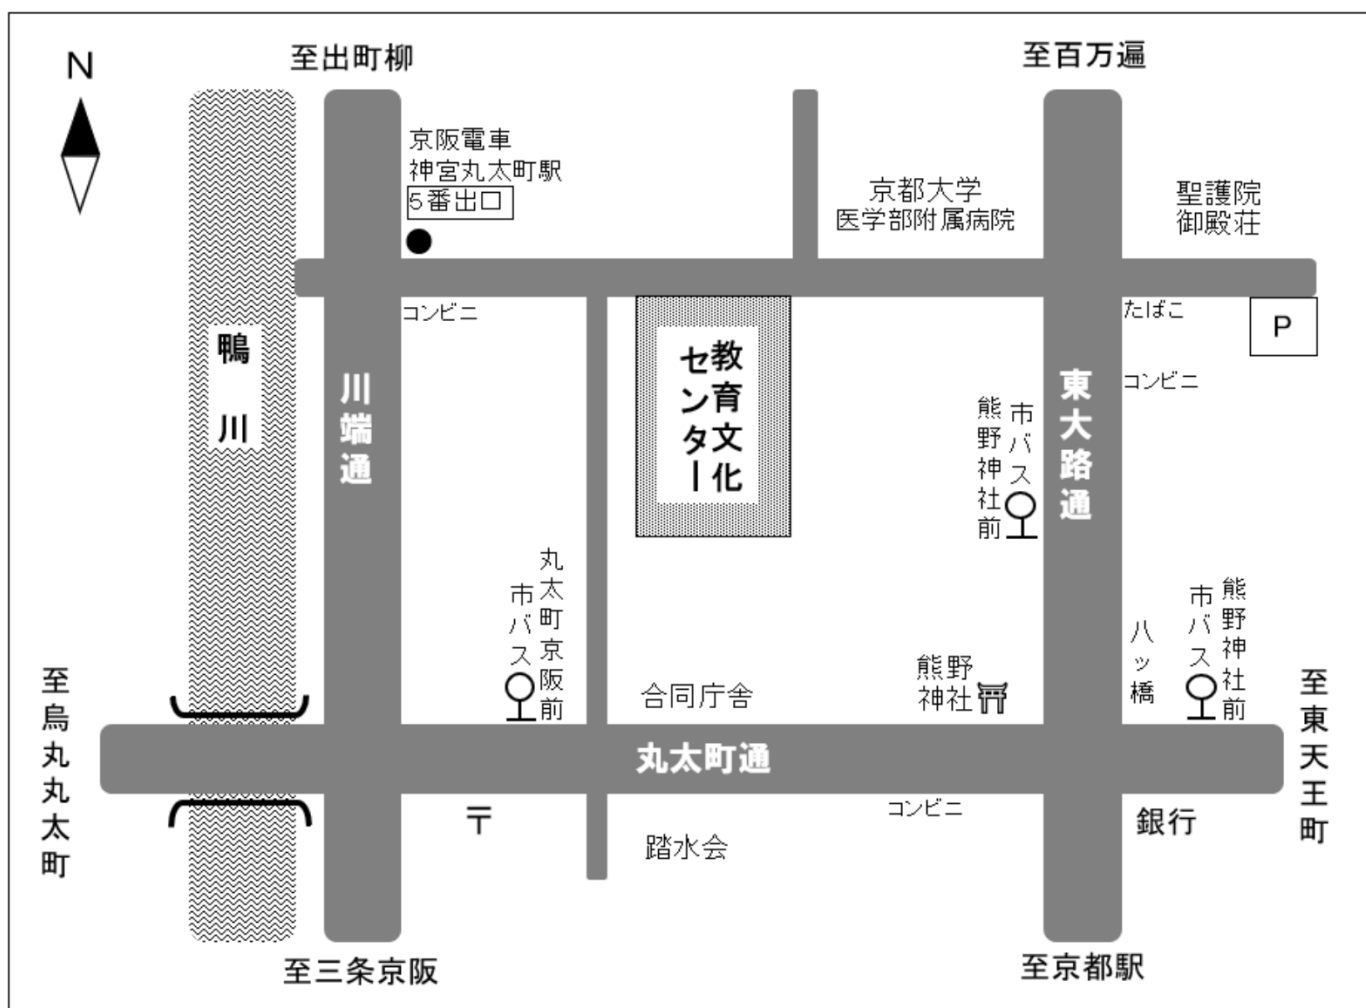 N
至出町柳
至百万遍
京阪電車
神宮丸太町駅
5番出口
京都大学
医学部附属病院
聖護院
御殿荘
コンビニ
たばこ
P
コンビニ
鴨川
川端通
教育文化
センター
東大路通
市バス
熊野神社前
丸太町京阪前
市バス
熊野
神社
合同庁舎
八ッ橋
熊野神社前
市バス
至烏丸丸太町
丸太町通
至東天王町
〒
コンビニ
銀行
踏水会
至三条京阪
至京都駅